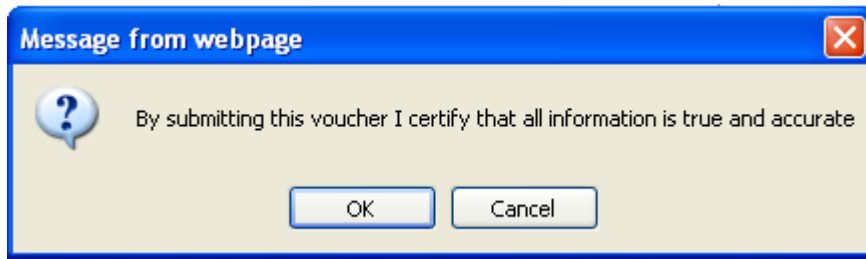 Message from webpage
By submitting this voucher I certify that all information is true and accurate
OK
Cancel